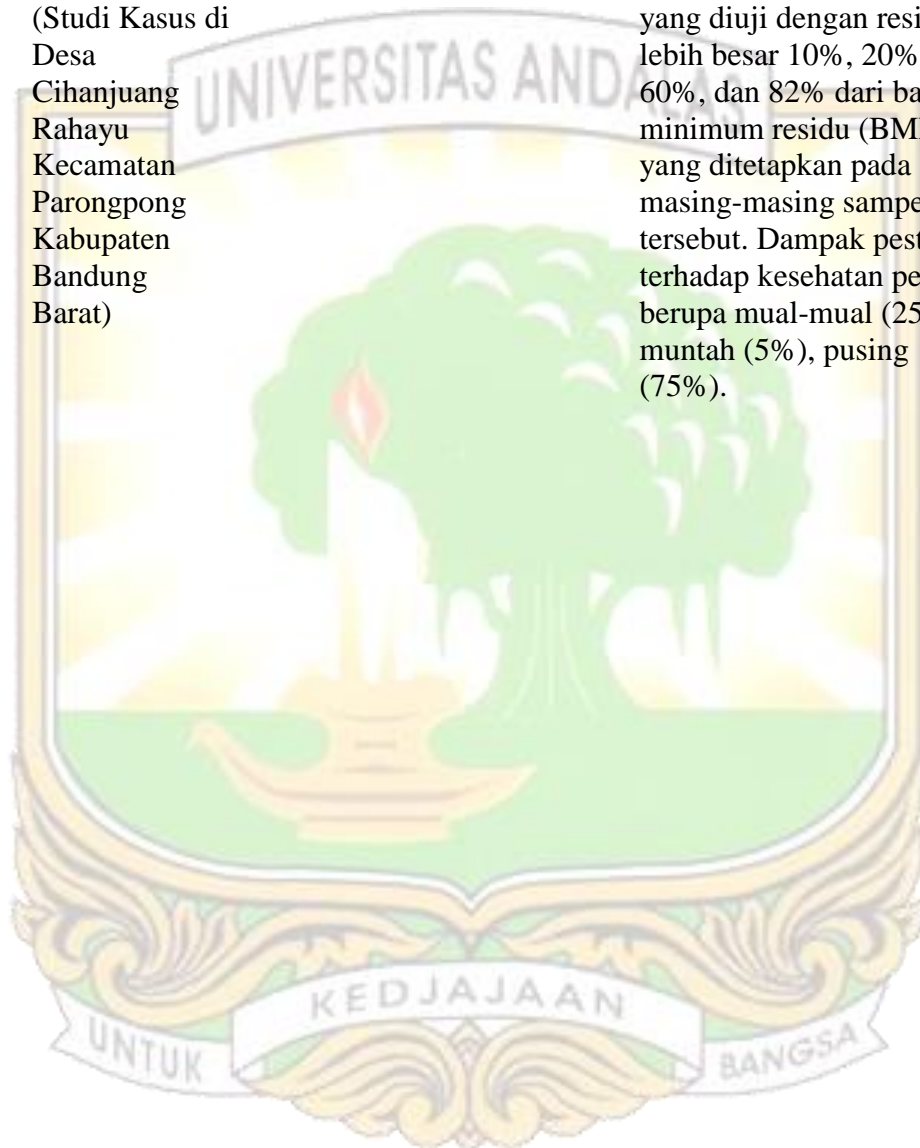 (Studi Kasus di
Desa
Cihanjuang
Rahayu
Kecamatan
Parongpong
Kabupaten
Bandung
Barat)
yang diuji dengan resi
lebih besar 10%, 20%
60%, dan 82% dari ba
minimum residu (BM
yang ditetapkan pada
masing-masing sampe
tersebut. Dampak pest
terhadap kesehatan pe
berupa mual-mual (25
muntah (5%), pusing
(75%).
UNIVERSITAS ANDALAS
KEDJAJAAN
UNTUK
BANGSA